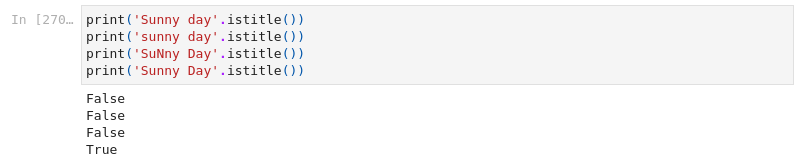 In [270…
print('Sunny day'.istitle())
print('sunny day'.istitle())
print('SuNny Day'.istitle())
print('Sunny Day'.istitle())
False
False
False
True